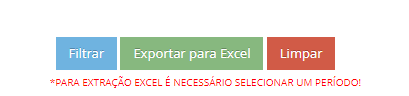 Filtrar Exportar para Excel Limpar
*PARA EXTRAÇÃO EXCEL É NECESSÁRIO SELECIONAR UM PERÍODO!